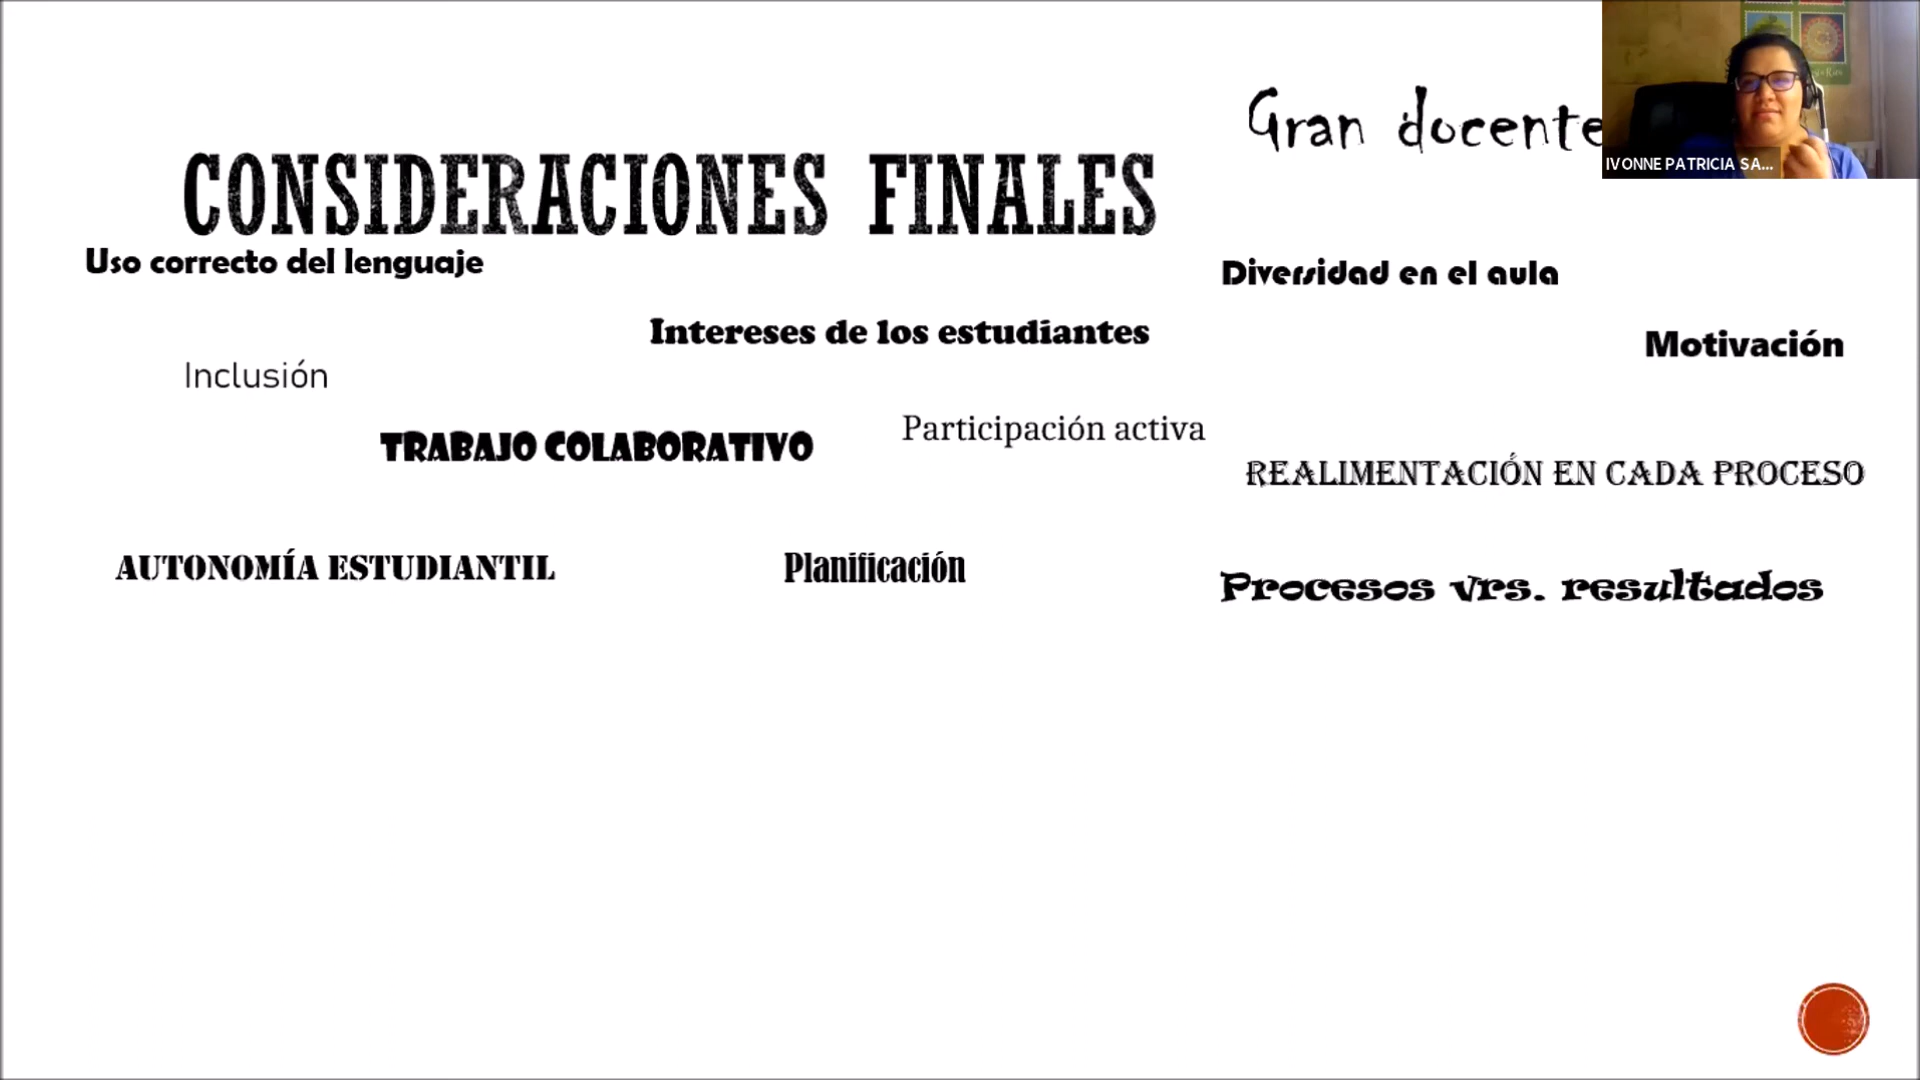 Gran docente
IVONNE PATRICIA SA...
CONSIDERACIONES FINALES
Uso correcto del lenguaje
Diversidad en el aula
Intereses de los estudiantes
Motivación
Inclusión
Participación activa
TRABAJO COLABORATIVO
REALIMENTACIÓN EN CADA PROCESO
AUTONOMÍA ESTUDIANTIL
Planificación
Procesos vrs. resultados